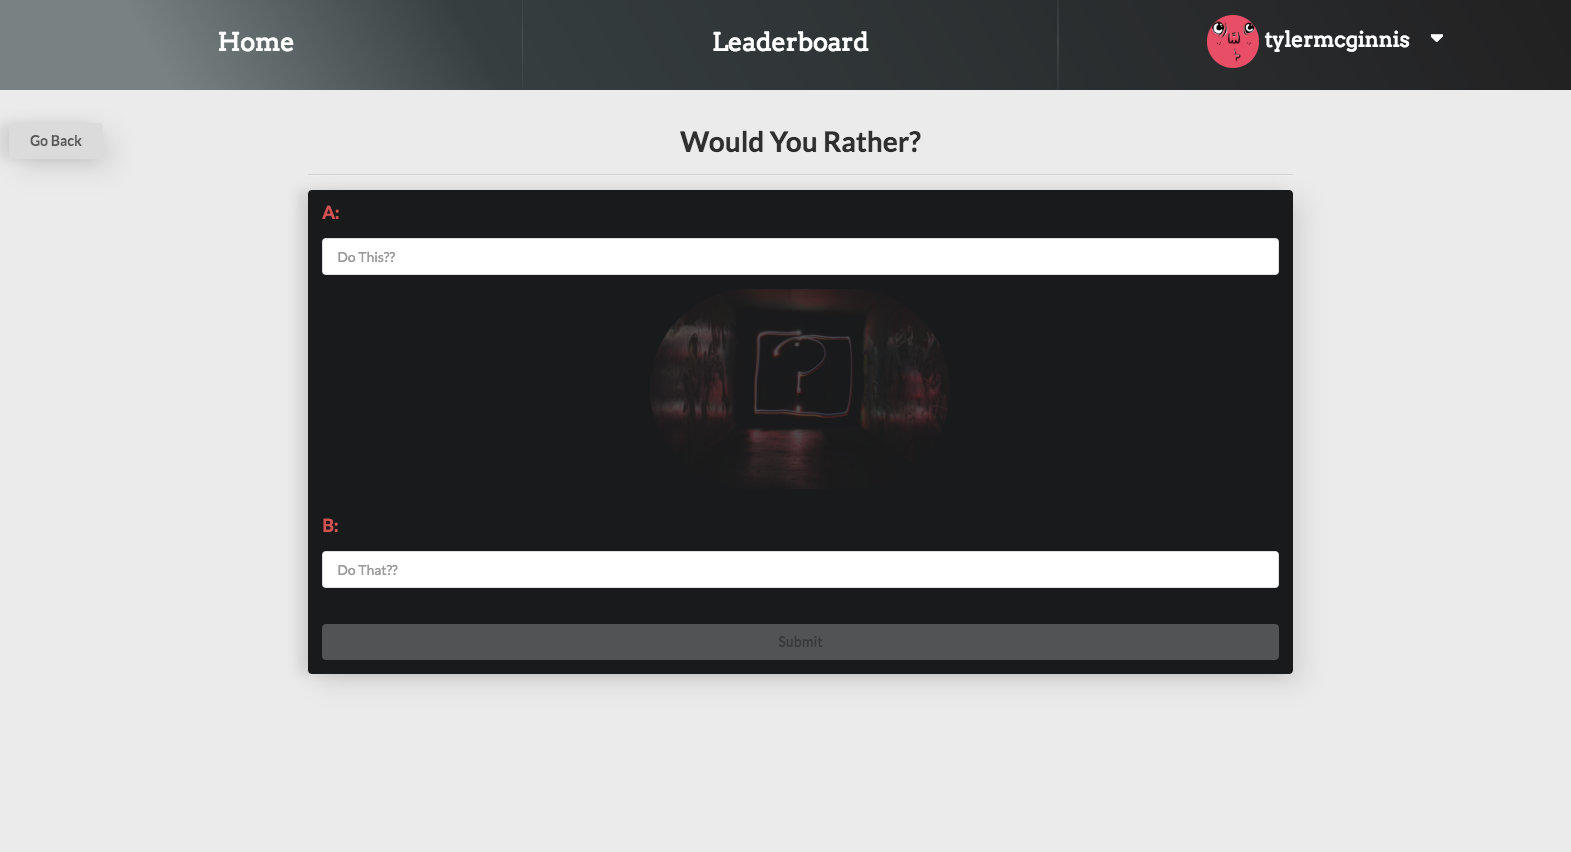 Home
Leaderboard
tylermcginnis
Go Back
Would You Rather?
A:
Do This??
?
B:
Do That??
Submit